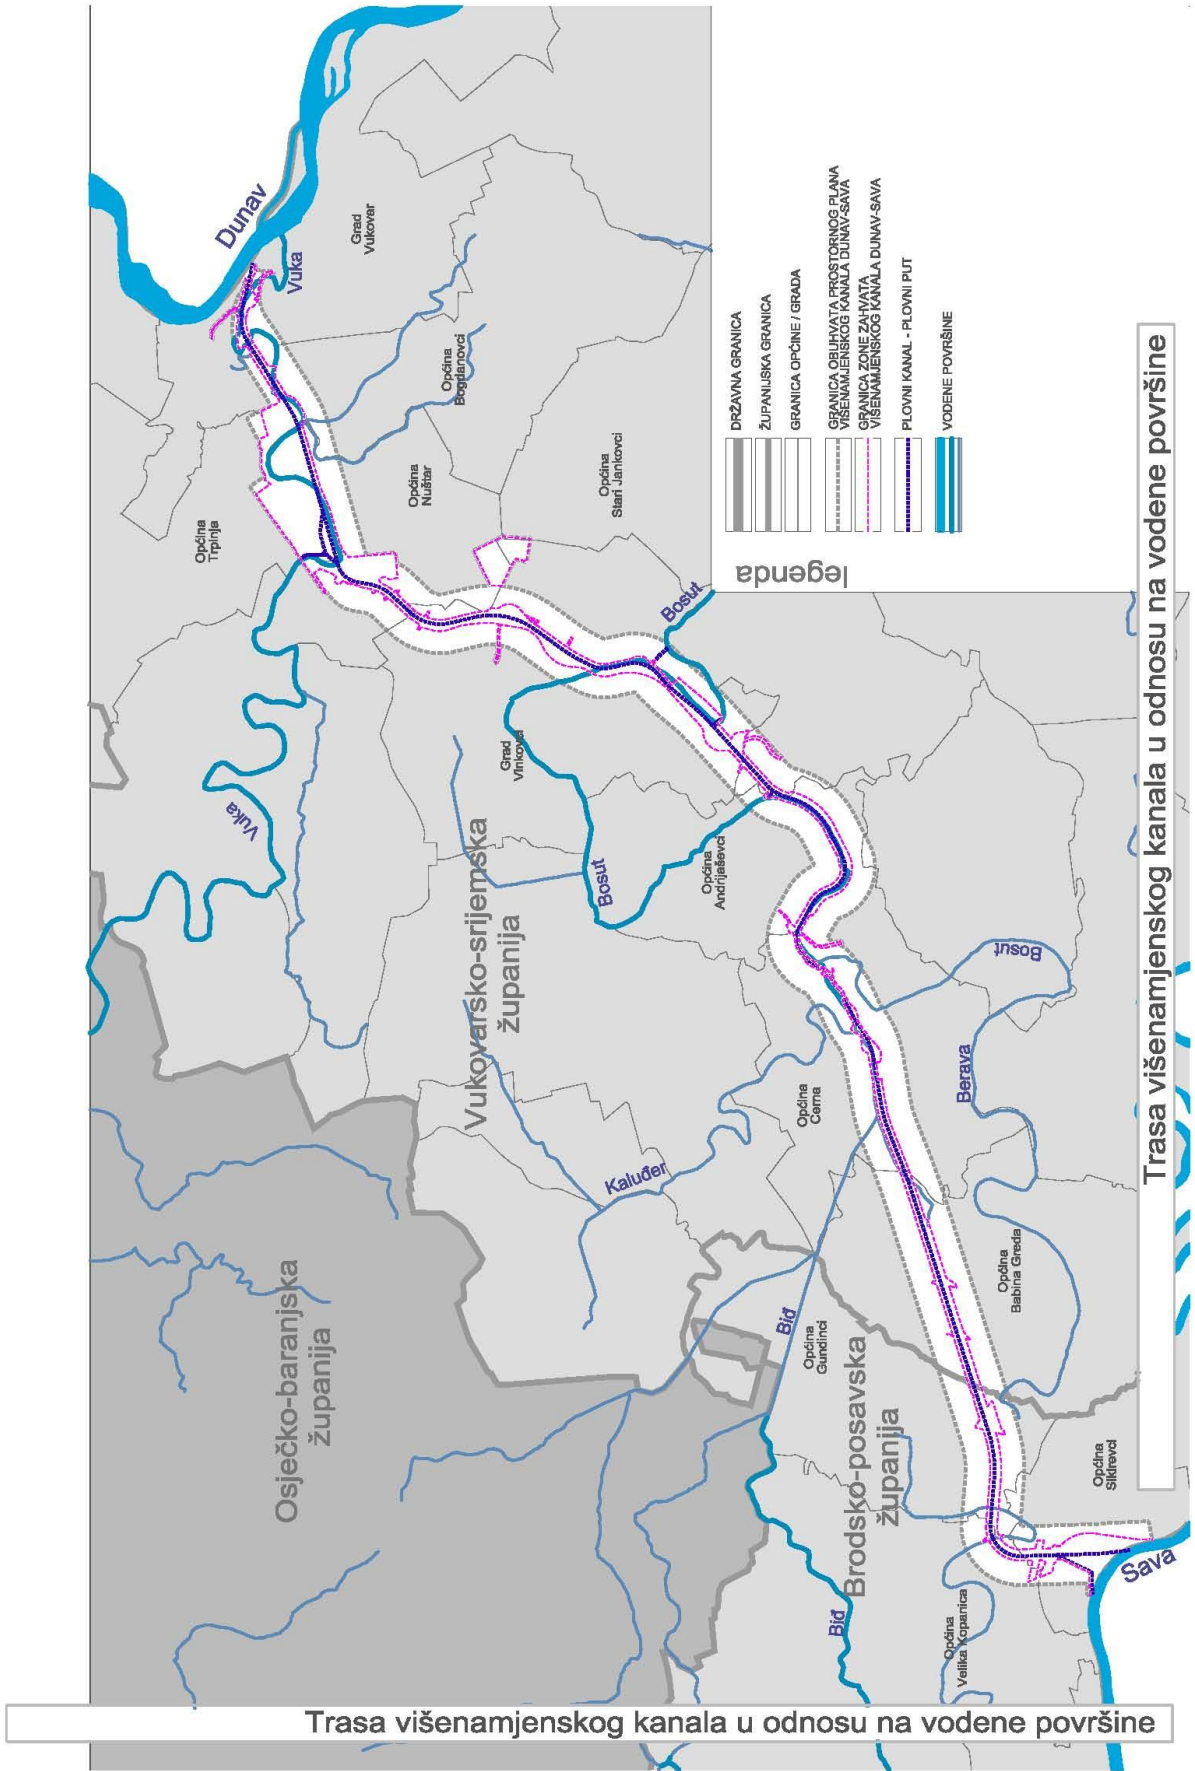 Trasa višenamjenskog kanala u odnosu na vodene površine
Dunav
Vuka
Grad
Vukovar
Općina
Bogdanovci
Općina
Trpinja
Općina
Nuštar
Općina
Stari Jankovci
Bosut
Vuka
Grad
Vinkovci
Bosut
Općina
Andrijaševci
Vukovarsko-srijemska
županija
Bosut
Berava
Općina
Cerna
Kaluđer
Osječko-baranjska
županija
Biđ
Općina
Gundinci
Općina
Babina Greda
Brodsko-posavska
županija
Općina
Sikirevci
Sava
Biđ
Općina
Velika Kopanica
legenda
DRŽAVNA GRANICA
ŽUPANIJSKA GRANICA
GRANICA OPĆINE / GRADA
GRANICA OBUHVATA PROSTORNOG PLANA
VIŠENAMJENSKOG KANALA DUNAV-SAVA
GRANICA ZONE ZAHVATA
VIŠENAMJENSKOG KANALA DUNAV-SAVA
PLOVNI KANAL - PLOVNI PUT
VODENE POVRŠINE
Trasa višenamjenskog kanala u odnosu na vodene površine